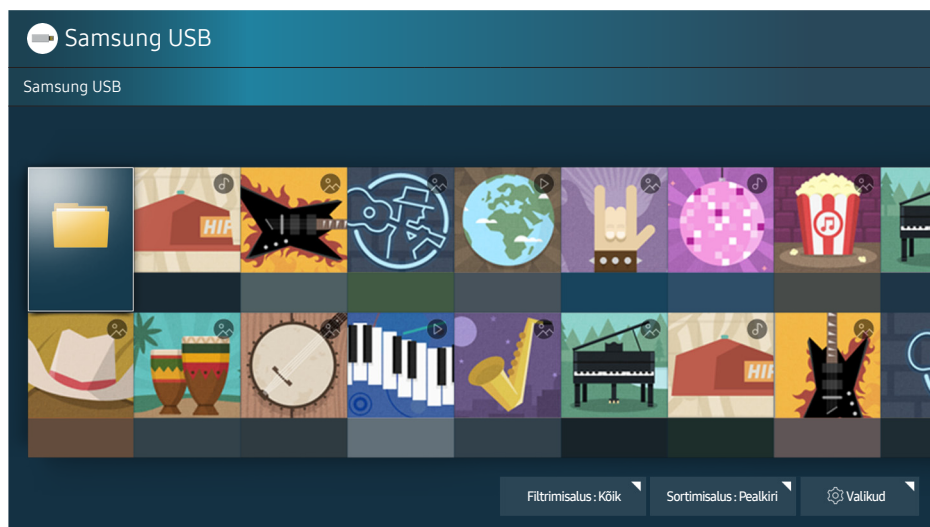 Samsung USB
Samsung USB
HIP
HIP
Filtrimisalus : Kõik
Sortimisalus : Pealkiri
Valikud